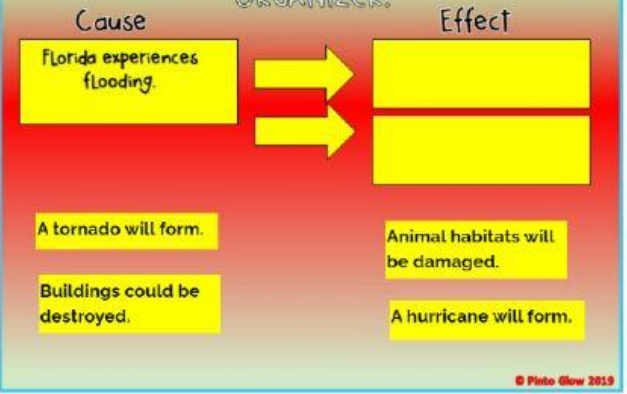 ORGANIZER.
Cause
Effect
Florida experiences
flooding.
A tornado will form.
Animal habitats will
be damaged.
Buildings could be
destroyed.
A hurricane will form.
© Pinto Glow 2019